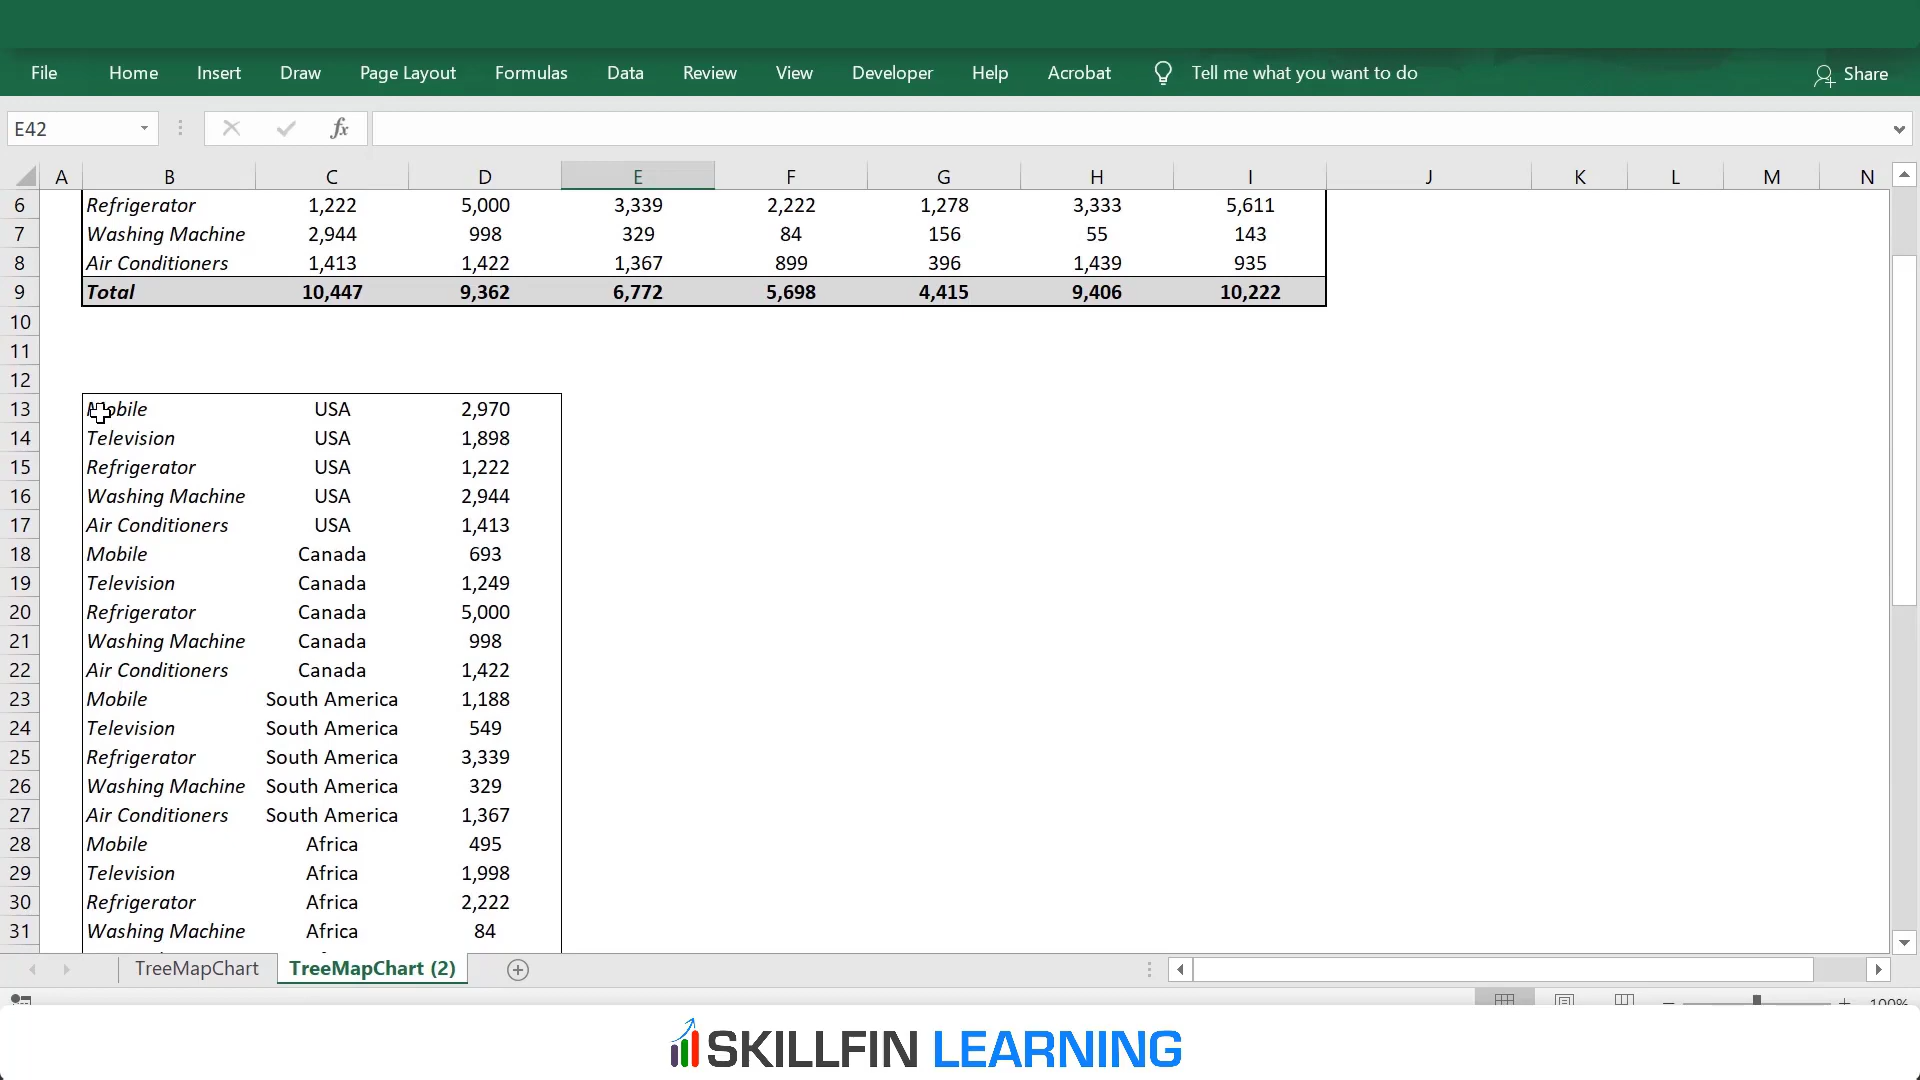 File Home Insert Draw Page Layout Formulas Data Review View Developer Help Acrobat Tell me what you want to do Share
E42 fx
A B C D E F G H I J K L M N
6 Refrigerator 1,222 5,000 3,339 2,222 1,278 3,333 5,611
7 Washing Machine 2,944 998 329 84 156 55 143
8 Air Conditioners 1,413 1,422 1,367 899 396 1,439 935
9 Total 10,447 9,362 6,772 5,698 4,415 9,406 10,222
10
11
12
13 Mobile USA 2,970
14 Television USA 1,898
15 Refrigerator USA 1,222
16 Washing Machine USA 2,944
17 Air Conditioners USA 1,413
18 Mobile Canada 693
19 Television Canada 1,249
20 Refrigerator Canada 5,000
21 Washing Machine Canada 998
22 Air Conditioners Canada 1,422
23 Mobile South America 1,188
24 Television South America 549
25 Refrigerator South America 3,339
26 Washing Machine South America 329
27 Air Conditioners South America 1,367
28 Mobile Africa 495
29 Television Africa 1,998
30 Refrigerator Africa 2,222
31 Washing Machine Africa 84
TreeMapChart TreeMapChart (2)
100%
SKILLFIN LEARNING